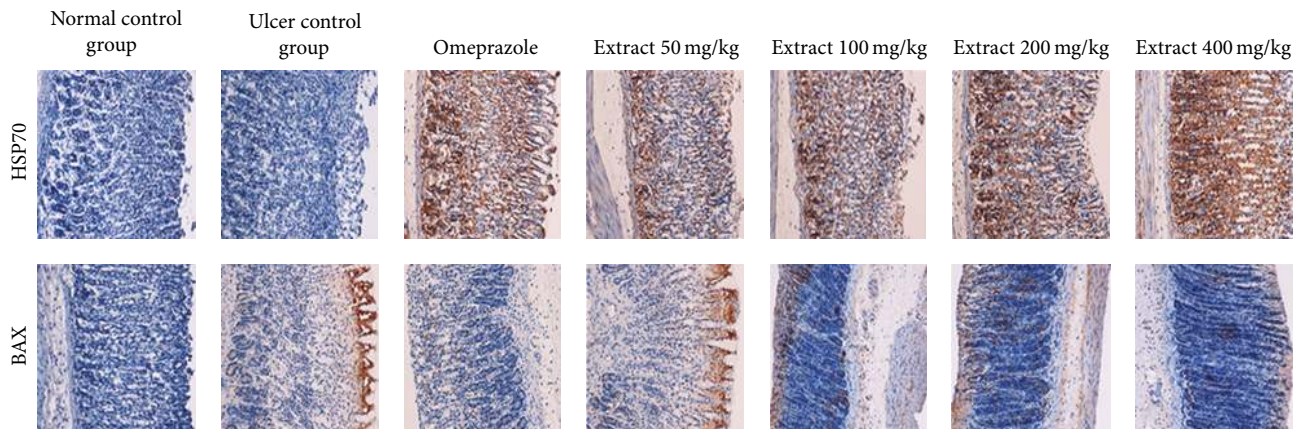 Normal control
group
Ulcer control
group
Omeprazole
Extract 50 mg/kg
Extract 100 mg/kg
Extract 200 mg/kg
Extract 400 mg/kg
HSP70
BAX